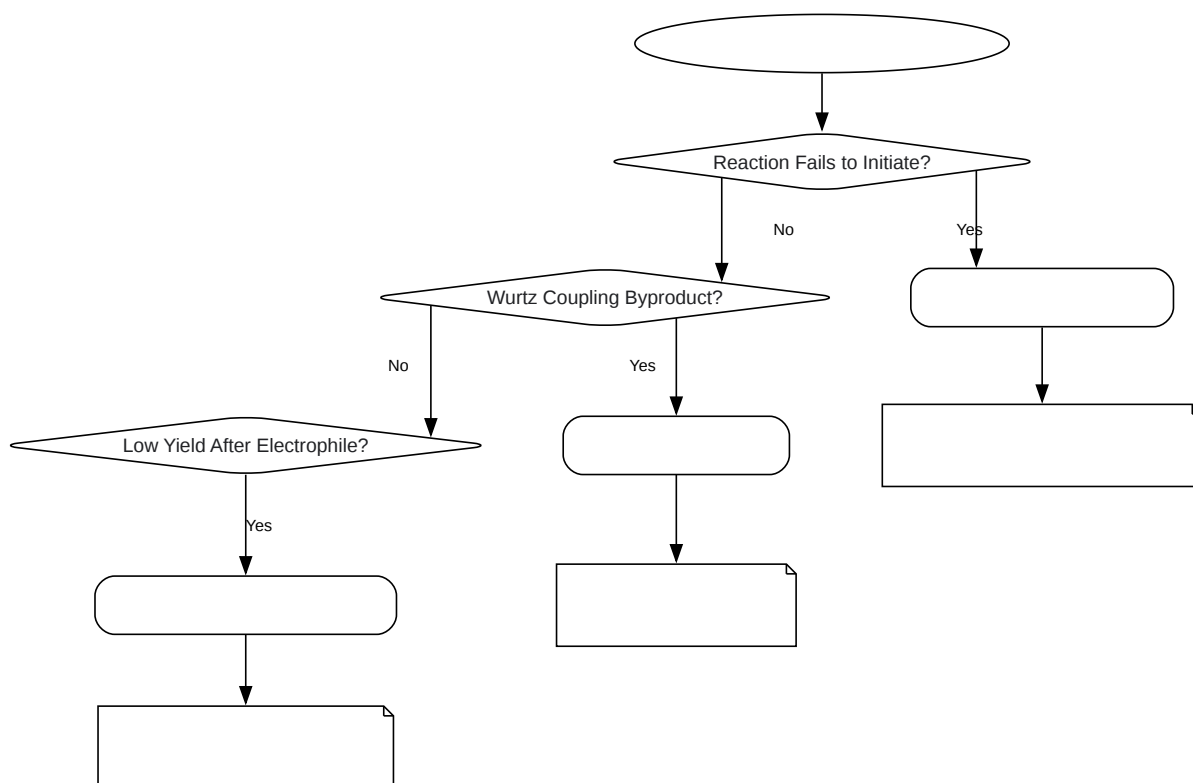 Reaction Fails to Initiate?
No
Yes
Wurtz Coupling Byproduct?
No
Yes
Low Yield After Electrophile?
Yes